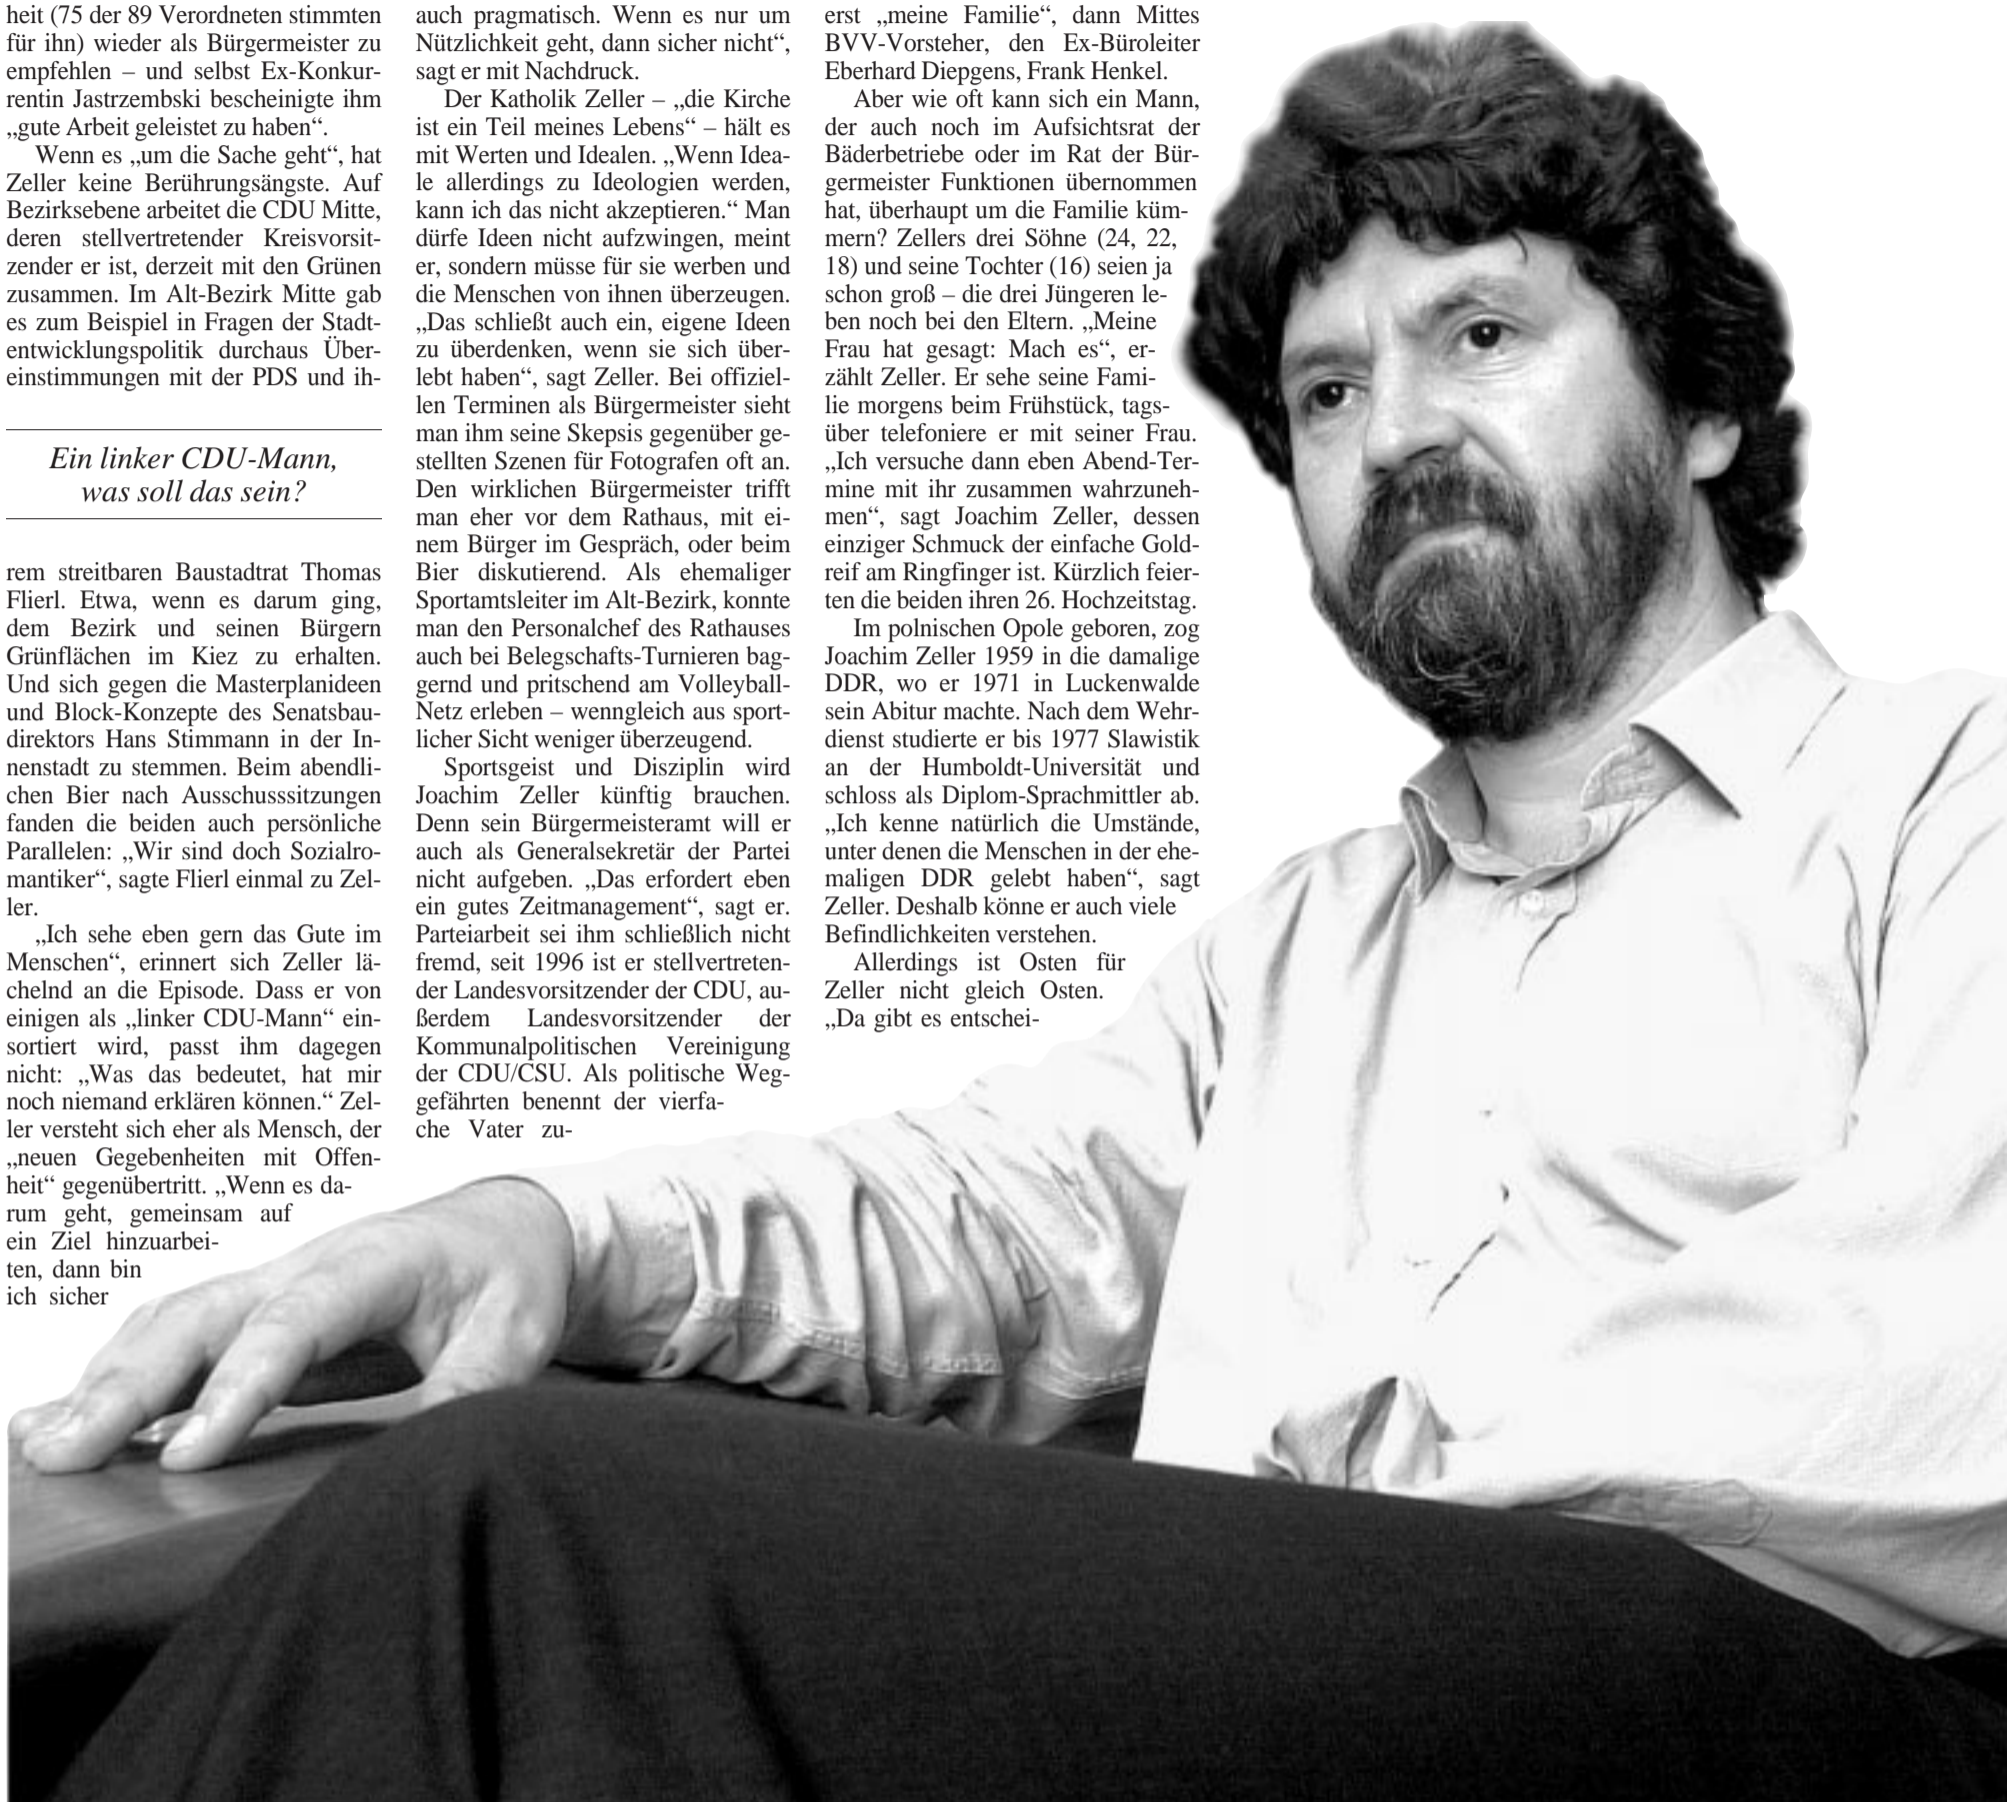 heit (75 der 89 Verordneten stimmten
für ihn) wieder als Bürgermeister zu
empfehlen – und selbst Ex-Konkur-
rentin Jastrzembski bescheinigte ihm
„gute Arbeit geleistet zu haben“.
Wenn es „um die Sache geht“, hat
Zeller keine Berührungsängste. Auf
Bezirksebene arbeitet die CDU Mitte,
deren stellvertretender Kreisvorsit-
zender er ist, derzeit mit den Grünen
zusammen. Im Alt-Bezirk Mitte gab
es zum Beispiel in Fragen der Stadt-
entwicklungspolitik durchaus Über-
einstimmungen mit der PDS und ih-
Ein linker CDU-Mann,
was soll das sein?
rem streitbaren Baustadtrat Thomas
Flierl. Etwa, wenn es darum ging,
dem Bezirk und seinen Bürgern
Grünflächen im Kiez zu erhalten.
Und sich gegen die Masterplanideen
und Block-Konzepte des Senatsbau-
direktors Hans Stimmann in der In-
nenstadt zu stemmen. Beim abendli-
chen Bier nach Ausschusssitzungen
fanden die beiden auch persönliche
Parallelen: „Wir sind doch Sozialro-
mantiker“, sagte Flierl einmal zu Zel-
ler.
„Ich sehe eben gern das Gute im
Menschen“, erinnert sich Zeller lä-
chelnd an die Episode. Dass er von
einigen als „linker CDU-Mann“ ein-
sortiert wird, passt ihm dagegen
nicht: „Was das bedeutet, hat mir
noch niemand erklären können.“ Zel-
ler versteht sich eher als Mensch, der
„neuen Gegebenheiten mit Offen-
heit“ gegenübertritt. „Wenn es da-
rum geht, gemeinsam auf
ein Ziel hinzuarbei-
ten, dann bin
ich sicher
auch pragmatisch. Wenn es nur um
Nützlichkeit geht, dann sicher nicht“,
sagt er mit Nachdruck.
Der Katholik Zeller – „die Kirche
ist ein Teil meines Lebens“ – hält es
mit Werten und Idealen. „Wenn Idea-
le allerdings zu Ideologien werden,
kann ich das nicht akzeptieren.“ Man
dürfe Ideen nicht aufzwingen, meint
er, sondern müsse für sie werben und
die Menschen von ihnen überzeugen.
„Das schließt auch ein, eigene Ideen
zu überdenken, wenn sie sich über-
lebt haben“, sagt Zeller. Bei offiziel-
len Terminen als Bürgermeister sieht
man ihm seine Skepsis gegenüber ge-
stellten Szenen für Fotografen oft an.
Den wirklichen Bürgermeister trifft
man eher vor dem Rathaus, mit ei-
nem Bürger im Gespräch, oder beim
Bier diskutierend. Als ehemaliger
Sportamtsleiter im Alt-Bezirk, konnte
man den Personalchef des Rathauses
auch bei Belegschafts-Turnieren bag-
gernd und pritschend am Volleyball-
Netz erleben – wenngleich aus sport-
licher Sicht weniger überzeugend.
Sportsgeist und Disziplin wird
Joachim Zeller künftig brauchen.
Denn sein Bürgermeisteramt will er
auch als Generalsekretär der Partei
nicht aufgeben. „Das erfordert eben
ein gutes Zeitmanagement“, sagt er.
Parteiarbeit sei ihm schließlich nicht
fremd, seit 1996 ist er stellvertreten-
der Landesvorsitzender der CDU, au-
ßerdem Landesvorsitzender der
Kommunalpolitischen Vereinigung
der CDU/CSU. Als politische Weg-
gefährten benennt der vierfa-
che Vater zu-
erst „meine Familie“, dann Mittes
BVV-Vorsteher, den Ex-Büroleiter
Eberhard Diepgens, Frank Henkel.
Aber wie oft kann sich ein Mann,
der auch noch im Aufsichtsrat der
Bäderbetriebe oder im Rat der Bür-
germeister Funktionen übernommen
hat, überhaupt um die Familie küm-
mern? Zellers drei Söhne (24, 22,
18) und seine Tochter (16) seien ja
schon groß – die drei Jüngeren le-
ben noch bei den Eltern. „Meine
Frau hat gesagt: Mach es“, er-
zählt Zeller. Er sehe seine Fami-
lie morgens beim Frühstück, tags-
über telefoniere er mit seiner Frau.
„Ich versuche dann eben Abend-Ter-
mine mit ihr zusammen wahrzuneh-
men“, sagt Joachim Zeller, dessen
einziger Schmuck der einfache Gold-
reif am Ringfinger ist. Kürzlich feier-
ten die beiden ihren 26. Hochzeitstag.
Im polnischen Opole geboren, zog
Joachim Zeller 1959 in die damalige
DDR, wo er 1971 in Luckenwalde
sein Abitur machte. Nach dem Wehr-
dienst studierte er bis 1977 Slawistik
an der Humboldt-Universität und
schloss als Diplom-Sprachmittler ab.
„Ich kenne natürlich die Umstände,
unter denen die Menschen in der ehe-
maligen DDR gelebt haben“, sagt
Zeller. Deshalb könne er auch viele
Befindlichkeiten verstehen.
Allerdings ist Osten für
Zeller nicht gleich Osten.
„Da gibt es entschei-